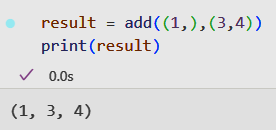 result = add((1,),(3,4))
print(result)
0.0s
(1, 3, 4)